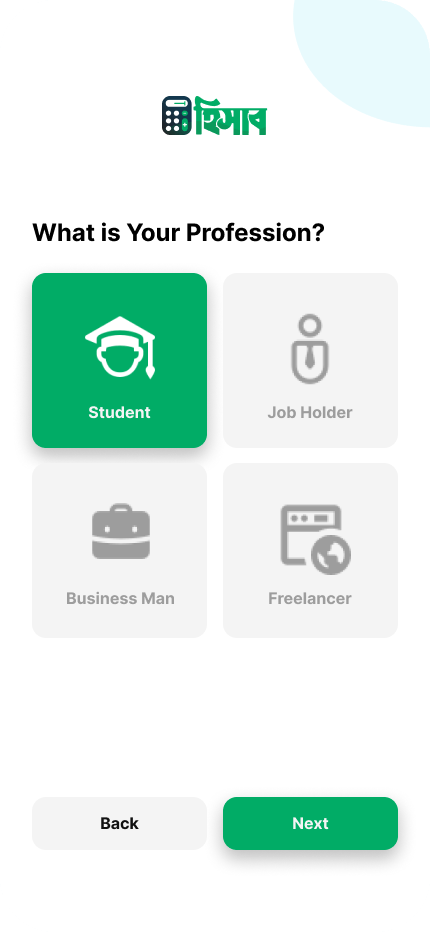 হিসাব
What is Your Profession?
Student
Job Holder
Business Man
Freelancer
Back
Next